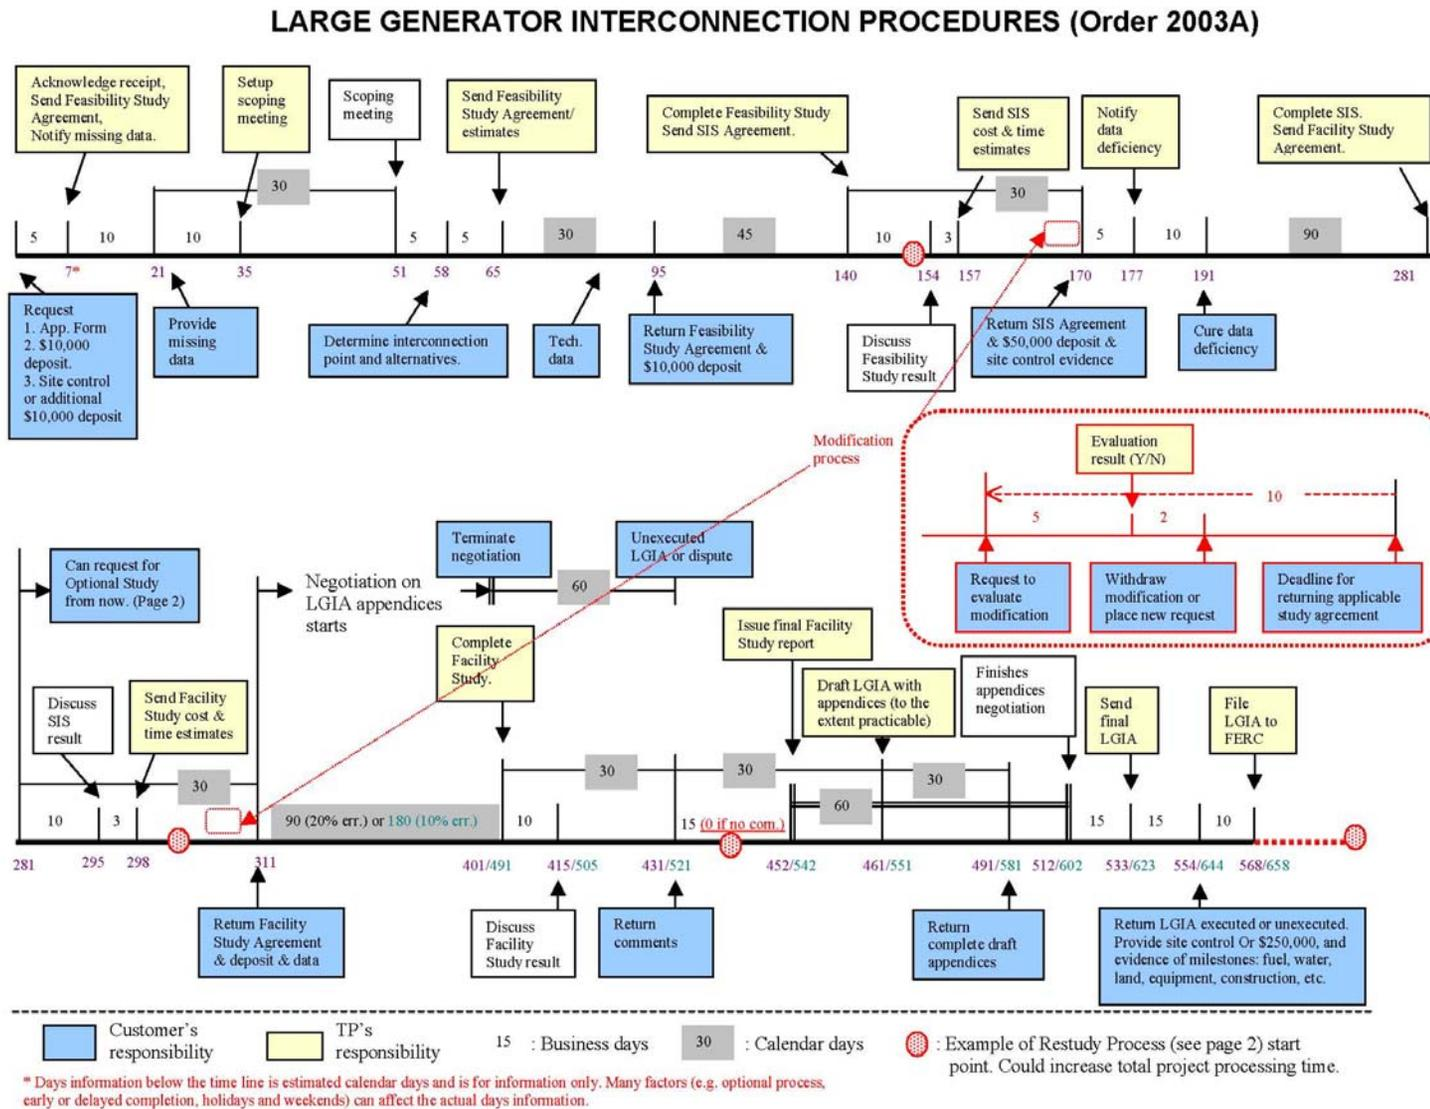 LARGE GENERATOR INTERCONNECTION PROCEDURES (Order 2003A)
Acknowledge receipt,
Send Feasibility Study
Agreement,
Notify missing data.
Setup
scoping
meeting
Scoping
meeting
Send Feasibility
Study Agreement/
estimates
Complete Feasibility Study
Send SIS Agreement.
Send SIS
cost & time
estimates
Notify
data
deficiency
Complete SIS.
Send Facility Study
Agreement.
30
30
5
10
10
5
5
30
45
10
3
5
10
90
7*
21
35
51
58
65
95
140
154
157
170
177
191
281
Request
1. App. Form
2. $10,000
deposit.
3. Site control
or additional
$10,000 deposit
Provide
missing
data
Determine interconnection
point and alternatives.
Tech.
data
Return Feasibility
Study Agreement &
$10,000 deposit
Discuss
Feasibility
Study result
Return SIS Agreement
& $50,000 deposit &
site control evidence
Cure data
deficiency
Modification
process
Evaluation
result (Y/N)
10
5
2
Request to
evaluate
modification
Withdraw
modification or
place new request
Deadline for
returning applicable
study agreement
Can request for
Optional Study
from now. (Page 2)
Negotiation on
LGIA appendices
starts
Terminate
negotiation
Unexecuted
LGIA or dispute
60
Complete
Facility
Study.
Issue final Facility
Study report
Draft LGIA with
appendices (to the
extent practicable)
Finishes
appendices
negotiation
Discuss
SIS
result
Send Facility
Study cost &
time estimates
Send
final
LGIA
File
LGIA to
FERC
30
30
30
30
60
10
3
90 (20% err.) or 180 (10% err.)
10
15 (0 if no com.)
15
15
10
281
295
298
311
401/491
415/505
431/521
452/542
461/551
491/581
512/602
533/623
554/644
568/658
Return Facility
Study Agreement
& deposit & data
Discuss
Facility
Study result
Return
comments
Return
complete draft
appendices
Return LGIA executed or unexecuted.
Provide site control Or $250,000, and
evidence of milestones: fuel, water,
land, equipment, construction, etc.
Customer's
responsibility
TP's
responsibility
15 : Business days
30 : Calendar days
: Example of Restudy Process (see page 2) start
point. Could increase total project processing time.
* Days information below the time line is estimated calendar days and is for information only. Many factors (e.g. optional process,
early or delayed completion, holidays and weekends) can affect the actual days information.